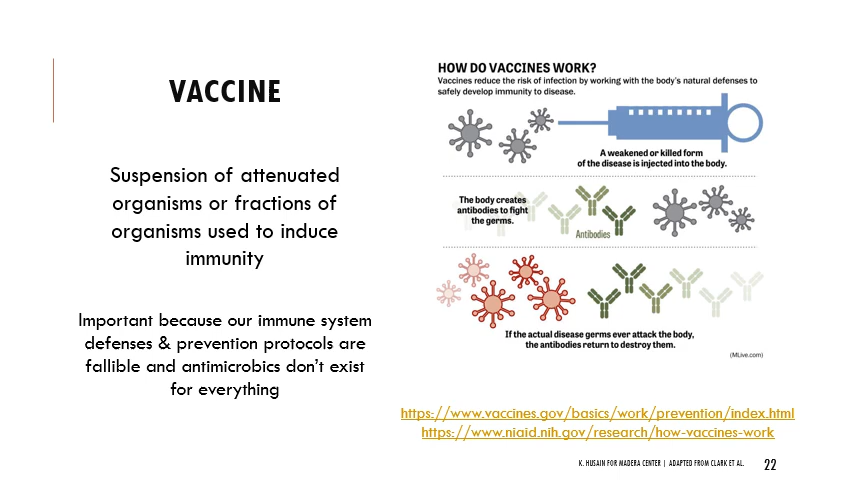 VACCINE
Suspension of attenuated
organisms or fractions of
organisms used to induce
immunity
Important because our immune system
defenses & prevention protocols are
fallible and antimicrobics don't exist
for everything
HOW DO VACCINES WORK?
Vaccines reduce the risk of infection by working with the body's natural defenses to
safely develop immunity to disease.
A weakened or killed form
of the disease is injected into the body.
The body creates
antibodies to fight
the germs.
Antibodies
If the actual disease germs ever attack the body,
the antibodies return to destroy them.
(MLive.com)
https://www.vaccines.gov/basics/work/prevention/index.html
https://www.niaid.nih.gov/research/how-vaccines-work
K. HUSAIN FOR MADERA CENTER | ADAPTED FROM CLARK ET AL.
22